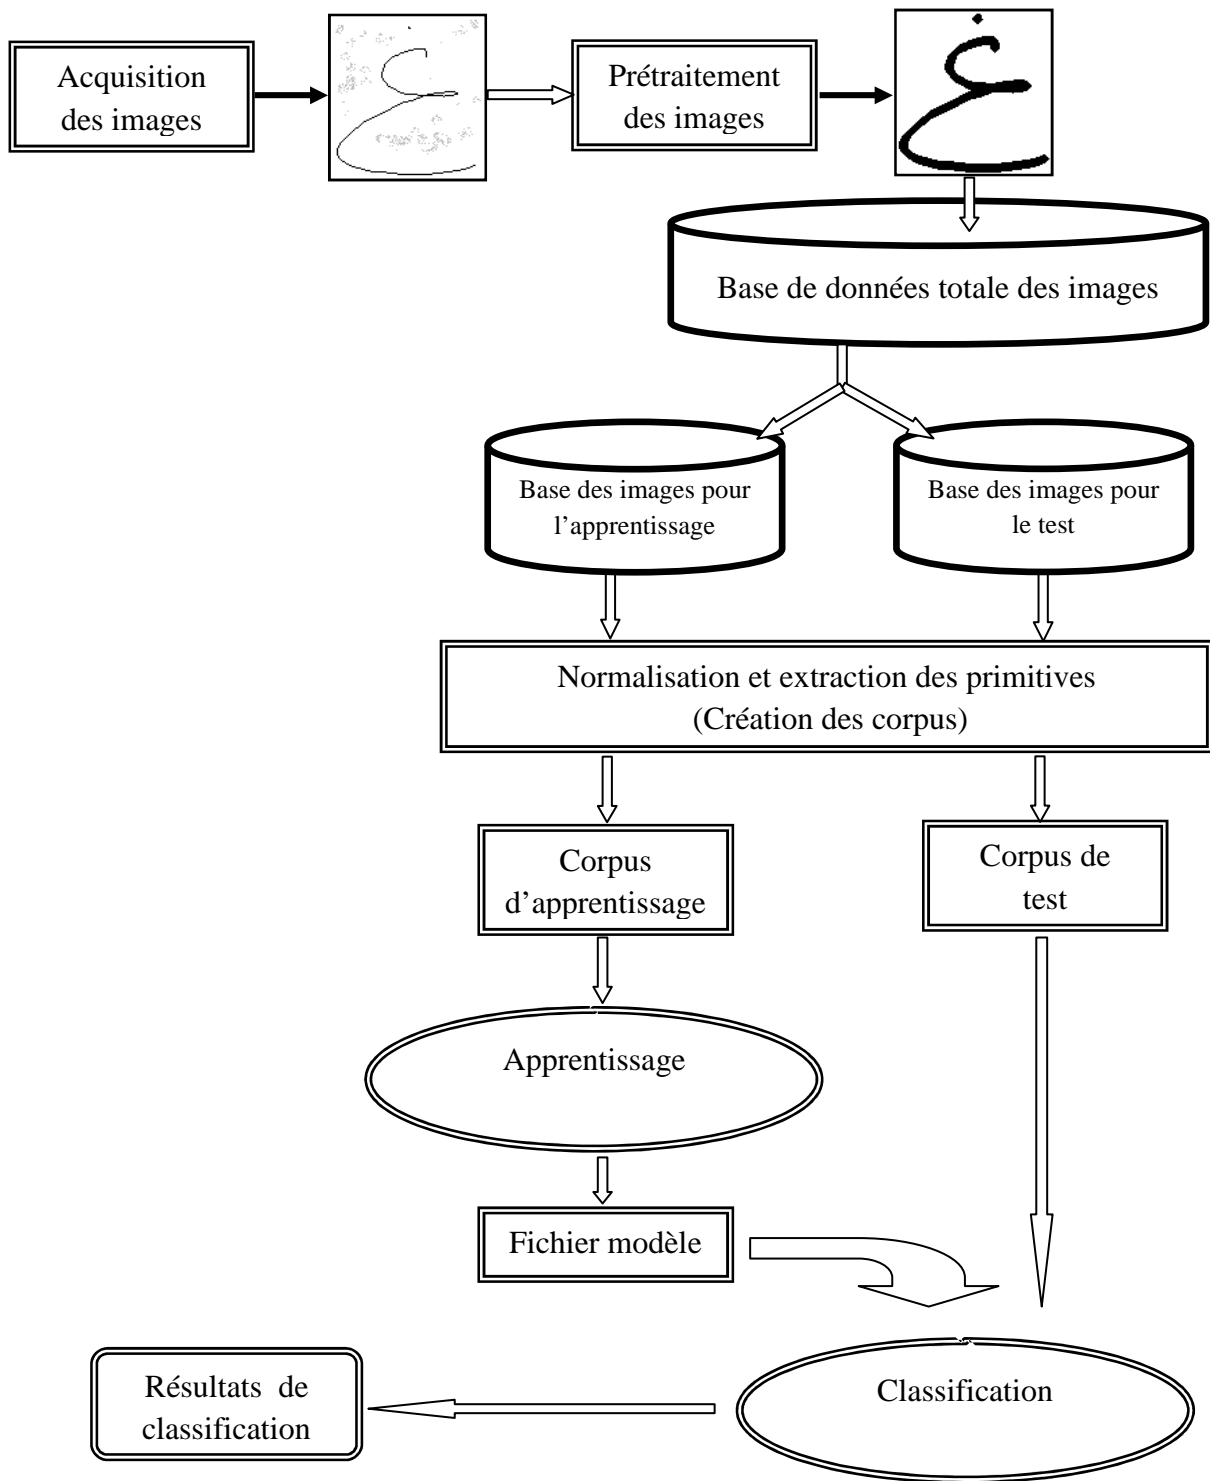 Acquisition
des images
Prétraitement
des images
غ
غ
Base de données totale des images
Base des images pour
l’apprentissage
Base des images pour
le test
Normalisation et extraction des primitives
(Création des corpus)
Corpus
d’apprentissage
Corpus de
test
Apprentissage
Fichier modèle
Classification
Résultats de
classification